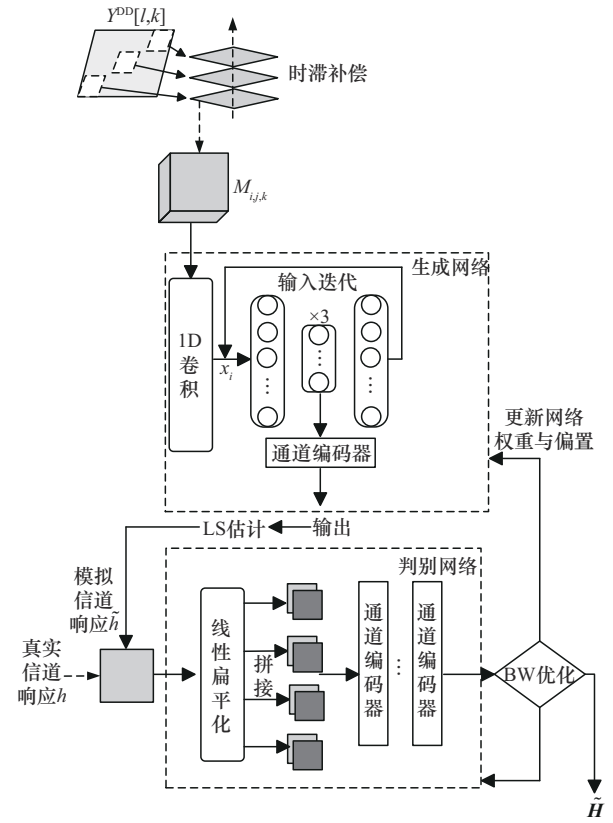 Y^DD[l,k]
时滞补偿
M_{i,j,k}
生成网络
输入迭代
×3
1D
卷
积
x_i
⋮
⋮
⋮
通道编码器
更新网络
权重与偏置
LS估计
输出
模拟
信道
响应h̃
判别网络
真实
信道
响应h
线
性
扁
平
化
拼
接
通
道
编
码
器
…
通
道
编
码
器
BW优化
H̃